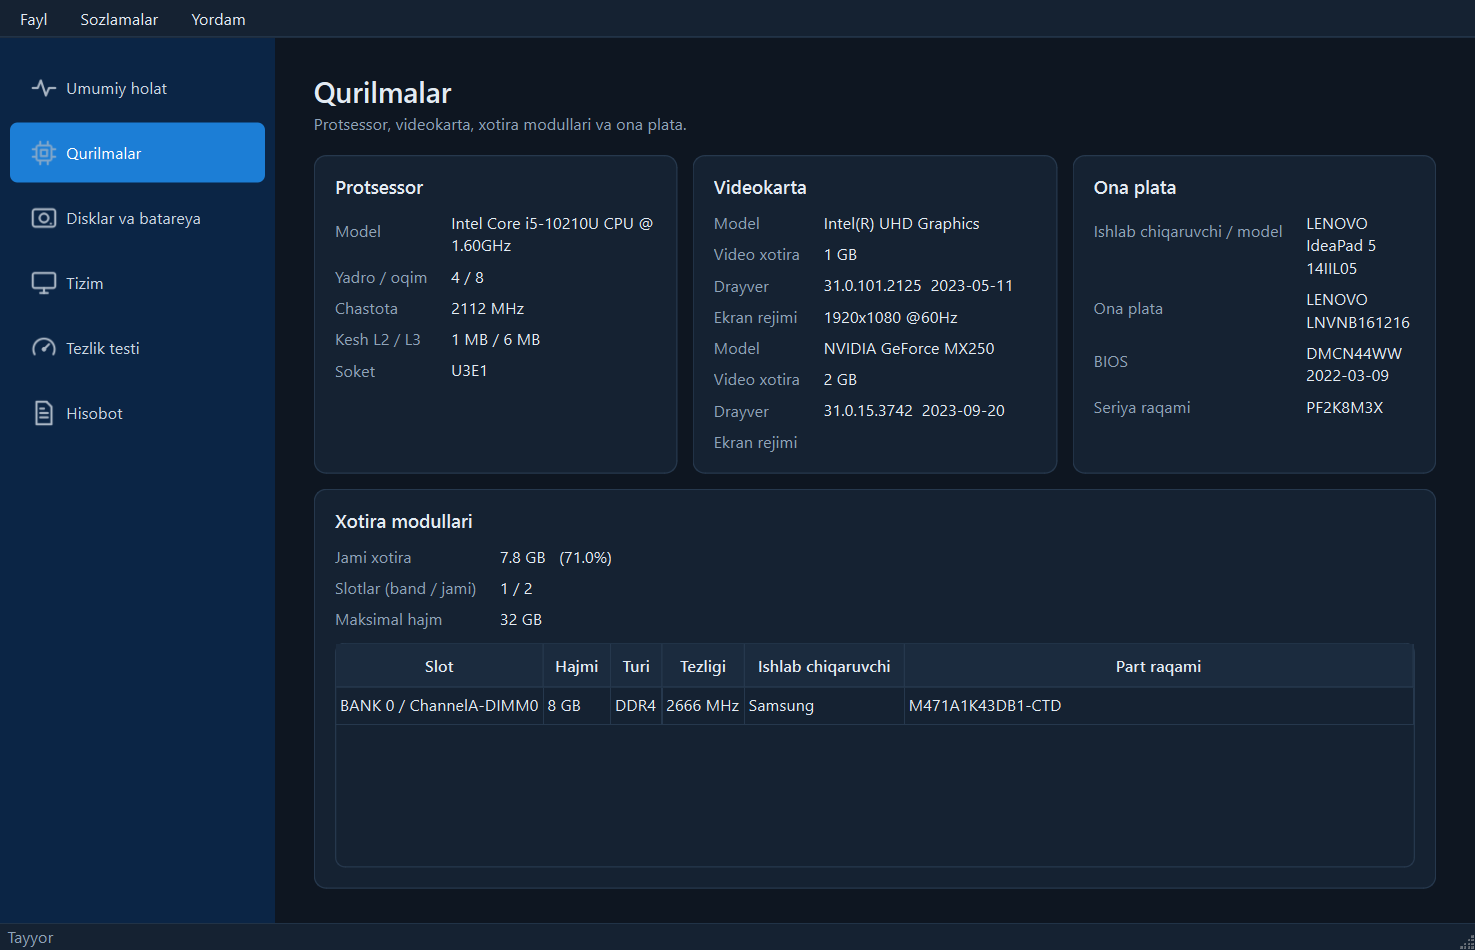 Fayl Sozlamalar Yordam
Umumiy holat
Qurilmalar
Disklar va batareya
Tizim
Tezlik testi
Hisobot
Qurilmalar
Protsessor, videokarta, xotira modullari va ona plata.
Protsessor
Model Intel Core i5-10210U CPU @
1.60GHz
Yadro / oqim 4 / 8
Chastota 2112 MHz
Kesh L2 / L3 1 MB / 6 MB
Soket U3E1
Videokarta
Model Intel(R) UHD Graphics
Video xotira 1 GB
Drayver 31.0.101.2125 2023-05-11
Ekran rejimi 1920x1080 @60Hz
Model NVIDIA GeForce MX250
Video xotira 2 GB
Drayver 31.0.15.3742 2023-09-20
Ekran rejimi
Ona plata
Ishlab chiqaruvchi / model LENOVO
IdeaPad 5
14IIL05
Ona plata LENOVO
LNVNB161216
BIOS DMCN44WW
2022-03-09
Seriya raqami PF2K8M3X
Xotira modullari
Jami xotira 7.8 GB (71.0%)
Slotlar (band / jami) 1 / 2
Maksimal hajm 32 GB
Slot Hajmi Turi Tezligi Ishlab chiqaruvchi Part raqami
BANK 0 / ChannelA-DIMM0 8 GB DDR4 2666 MHz Samsung M471A1K43DB1-CTD
Tayyor